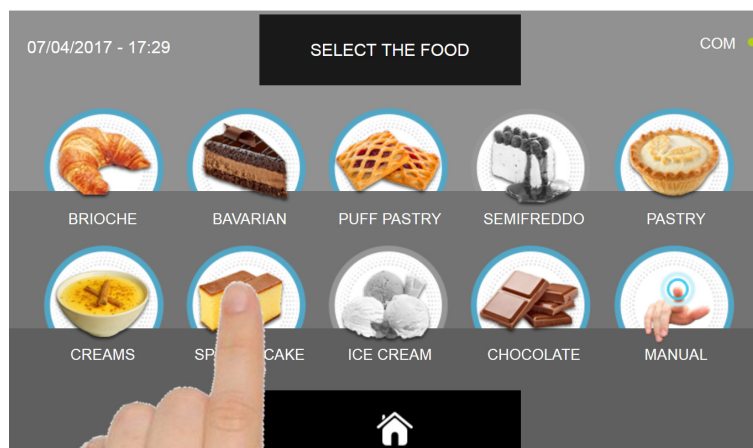 07/04/2017 - 17:29
SELECT THE FOOD
COM
BRIOCHE
BAVARIAN
PUFF PASTRY
SEMIFREDDO
PASTRY
CREAMS
CAKE
ICE CREAM
CHOCOLATE
MANUAL